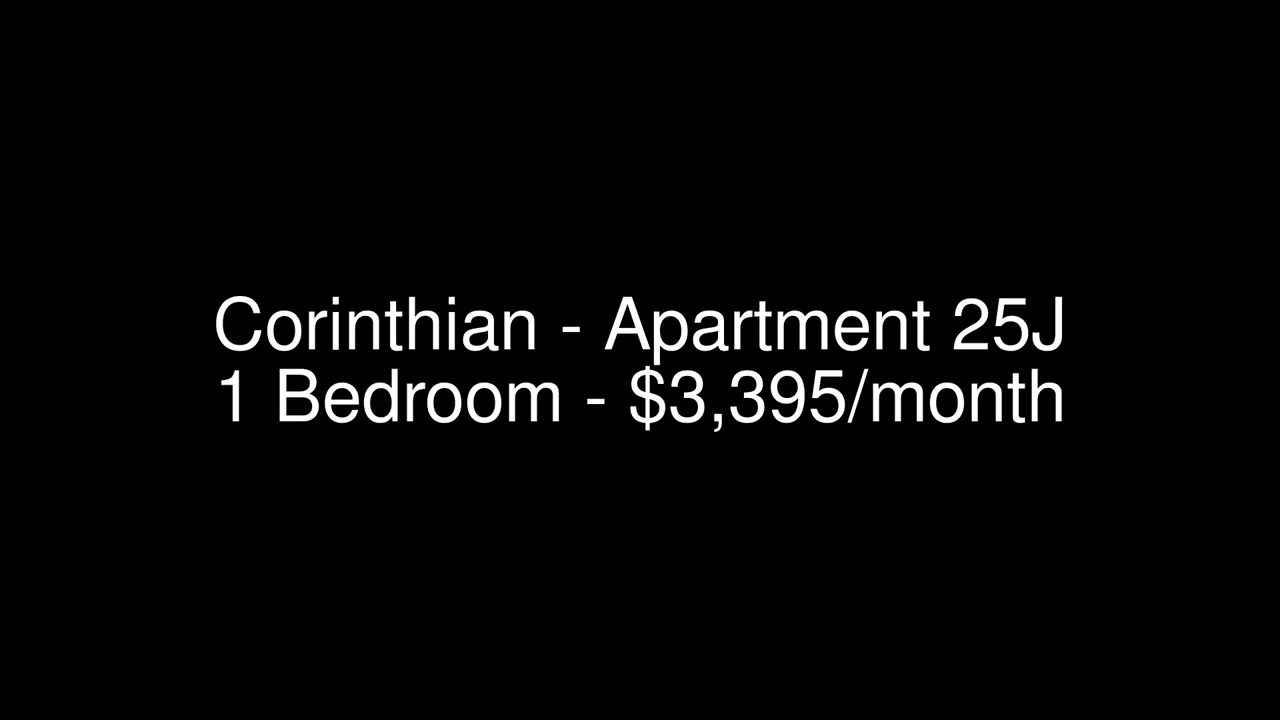 Corinthian - Apartment 25J
1 Bedroom - $3,395/month